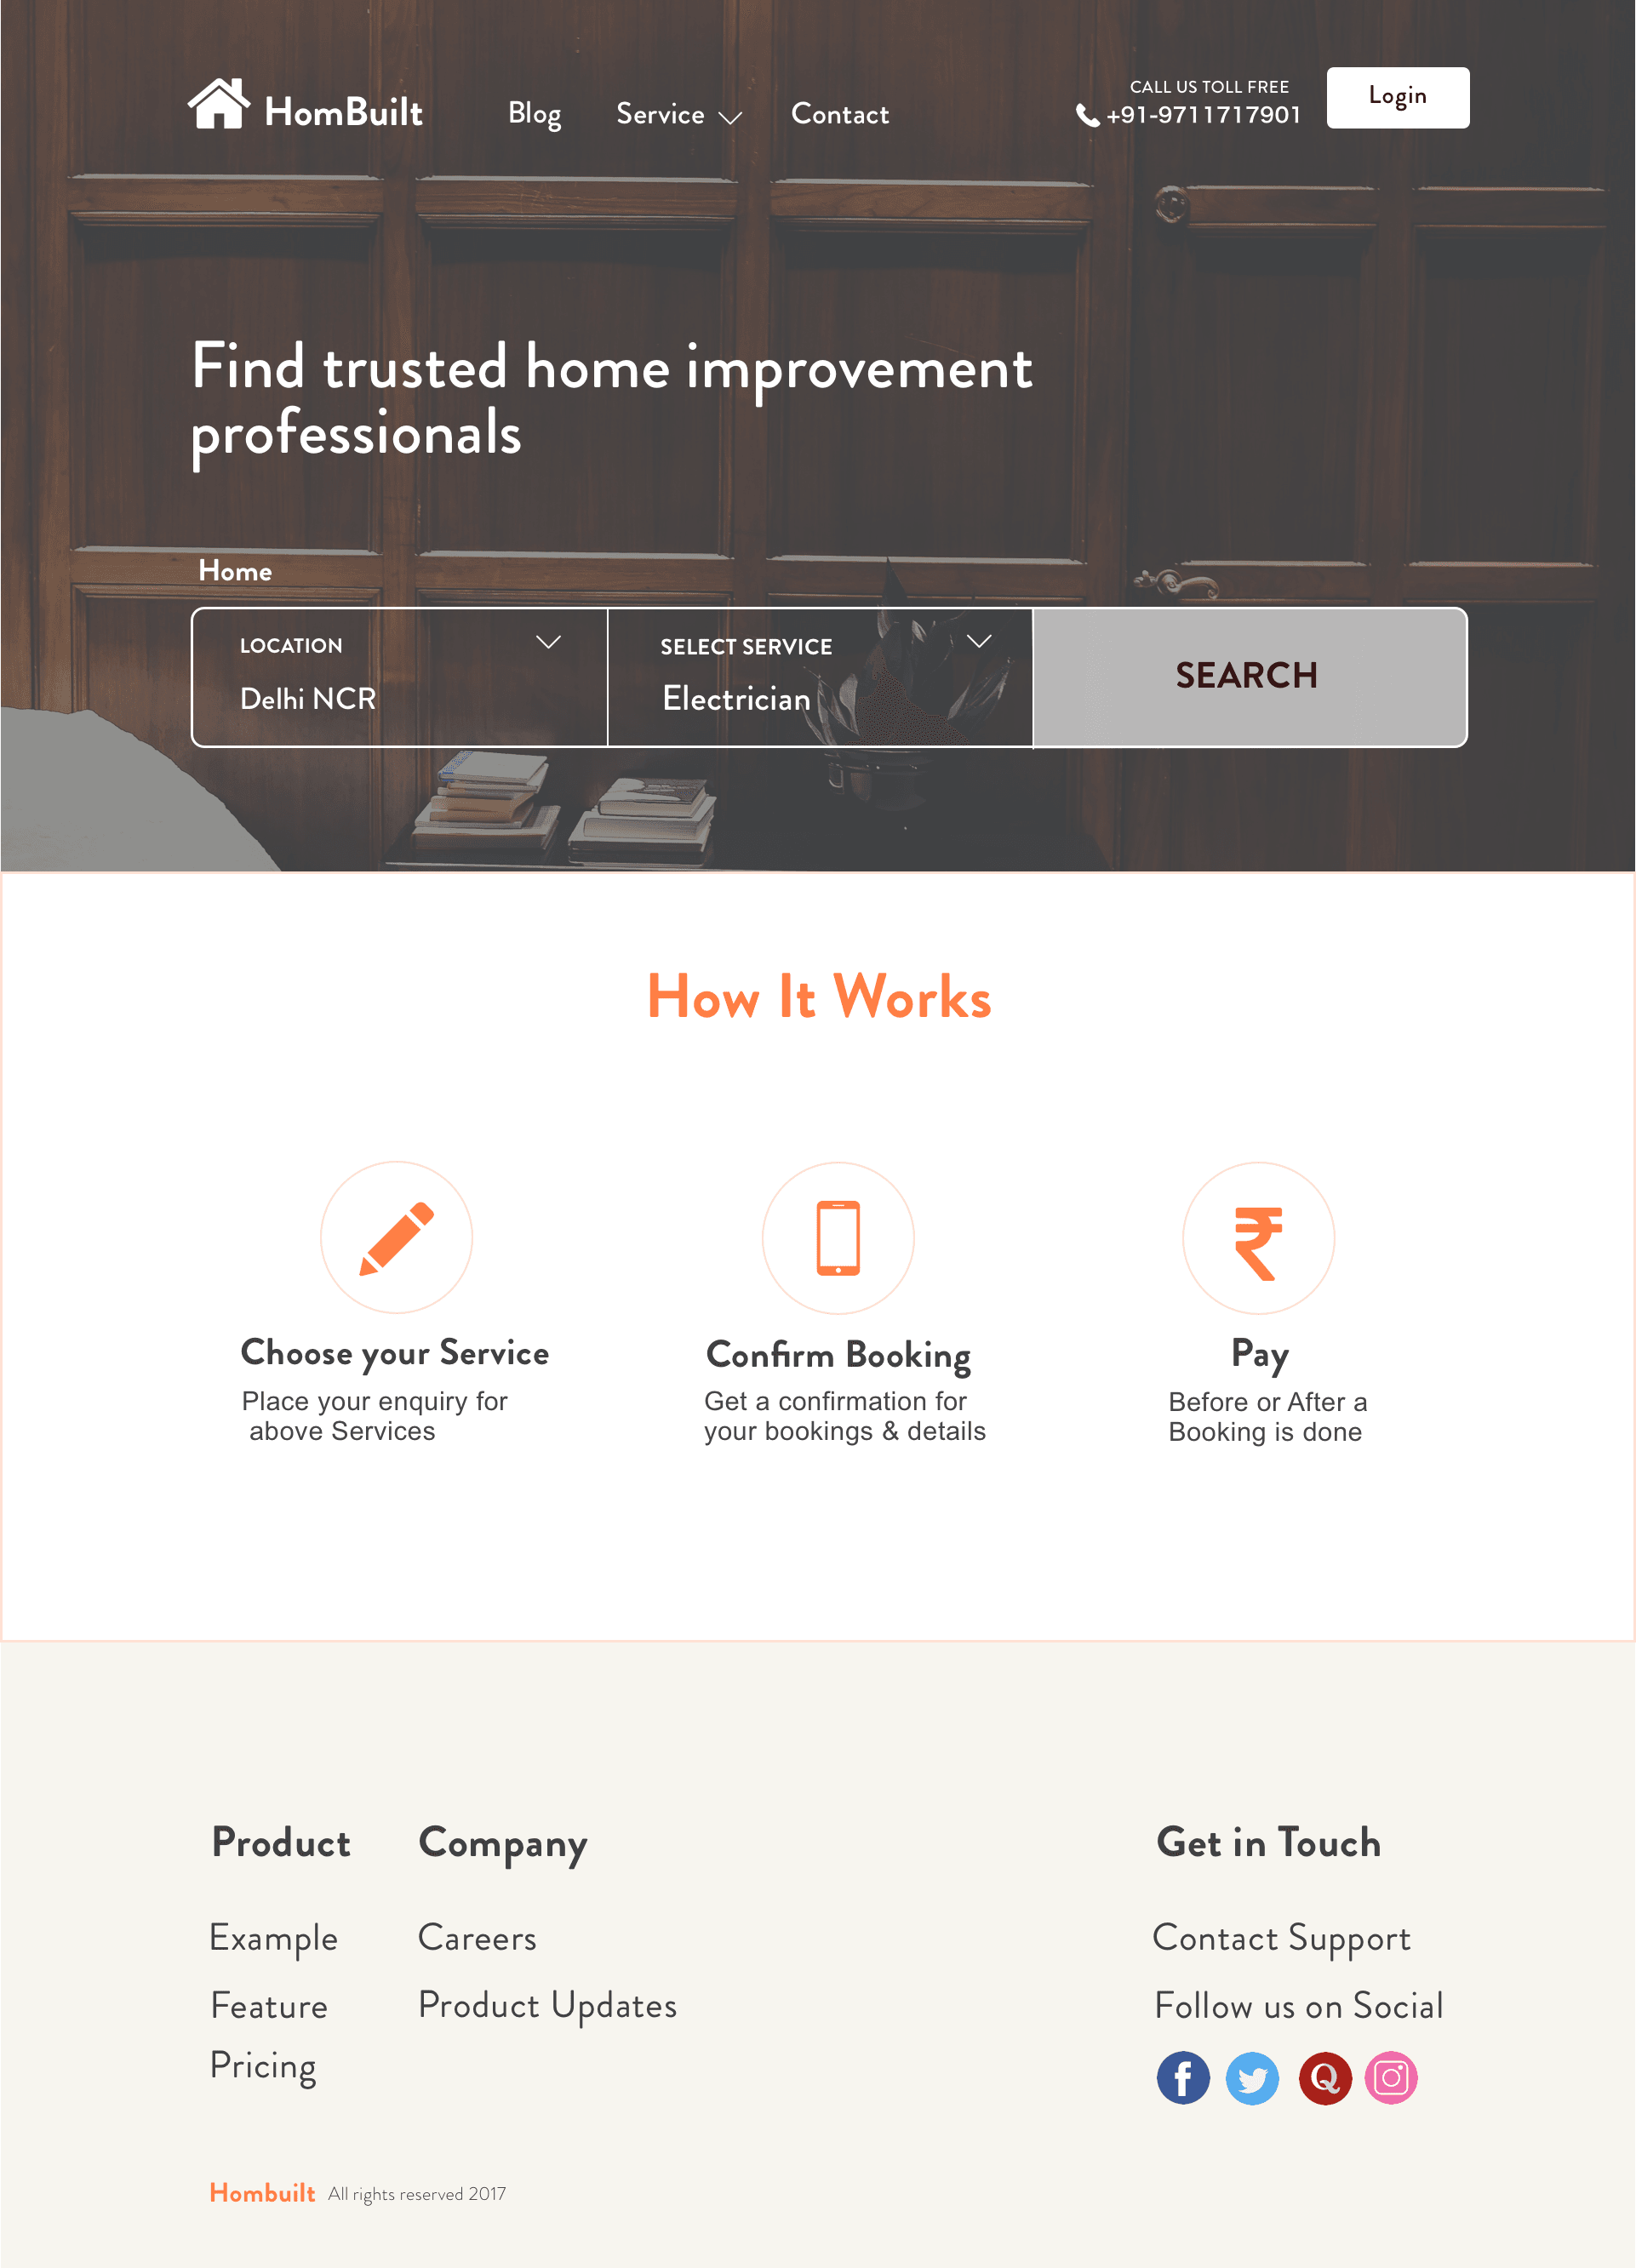 HomBuilt
Blog
Service
Contact
CALL US TOLL FREE
+91-9711717901
Login
Find trusted home improvement
professionals
Home
LOCATION
Delhi NCR
SELECT SERVICE
Electrician
SEARCH
How It Works
Choose your Service
Place your enquiry for
above Services
Confirm Booking
Get a confirmation for
your bookings & details
Pay
Before or After a
Booking is done
Product
Example
Feature
Pricing
Company
Careers
Product Updates
Get in Touch
Contact Support
Follow us on Social
Hombuilt All rights reserved 2017